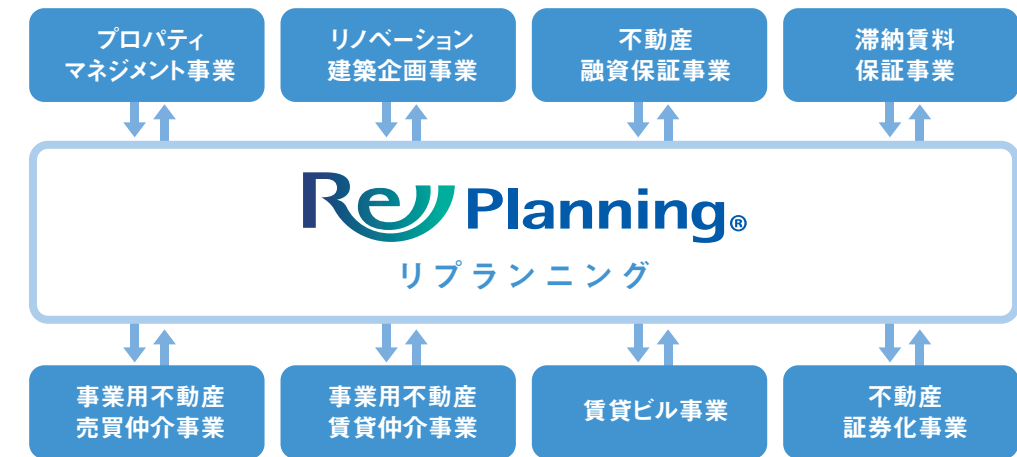 プロパティ
マネジメント事業
リノベーション
建築企画事業
不動産
融資保証事業
滞納賃料
保証事業
Re Planning®
リプランニング
事業用不動産
売買仲介事業
事業用不動産
賃貸仲介事業
賃貸ビル事業
不動産
証券化事業